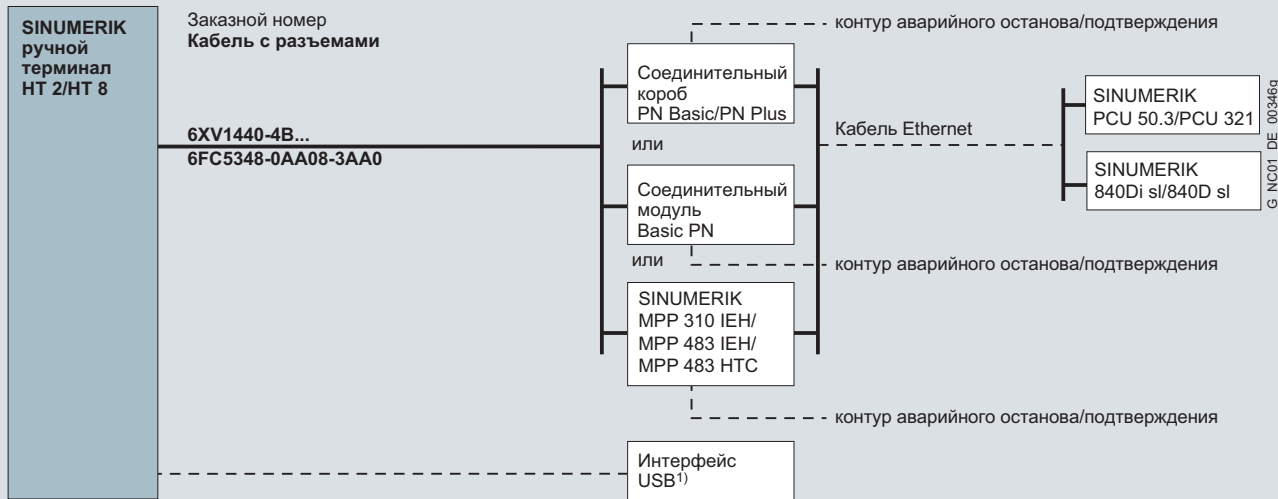 SINUMERIK
ручной
терминал
HT 2/HT 8
Заказной номер
Кабель с разъемами
6XV1440-4B...
6FC5348-0AA08-3AA0
контур аварийного останова/подтверждения
Соединительный
короб
PN Basic/PN Plus
или
Соединительный
модуль
Basic PN
или
контур аварийного останова/подтверждения
SINUMERIK
MPP 310 IEH/
MPP 483 IEH/
MPP 483 HTC
контур аварийного останова/подтверждения
Интерфейс
USB1)
Кабель Ethernet
SINUMERIK
PCU 50.3/PCU 321
SINUMERIK
840Di sl/840D sl
G_NC01_DE_00346g